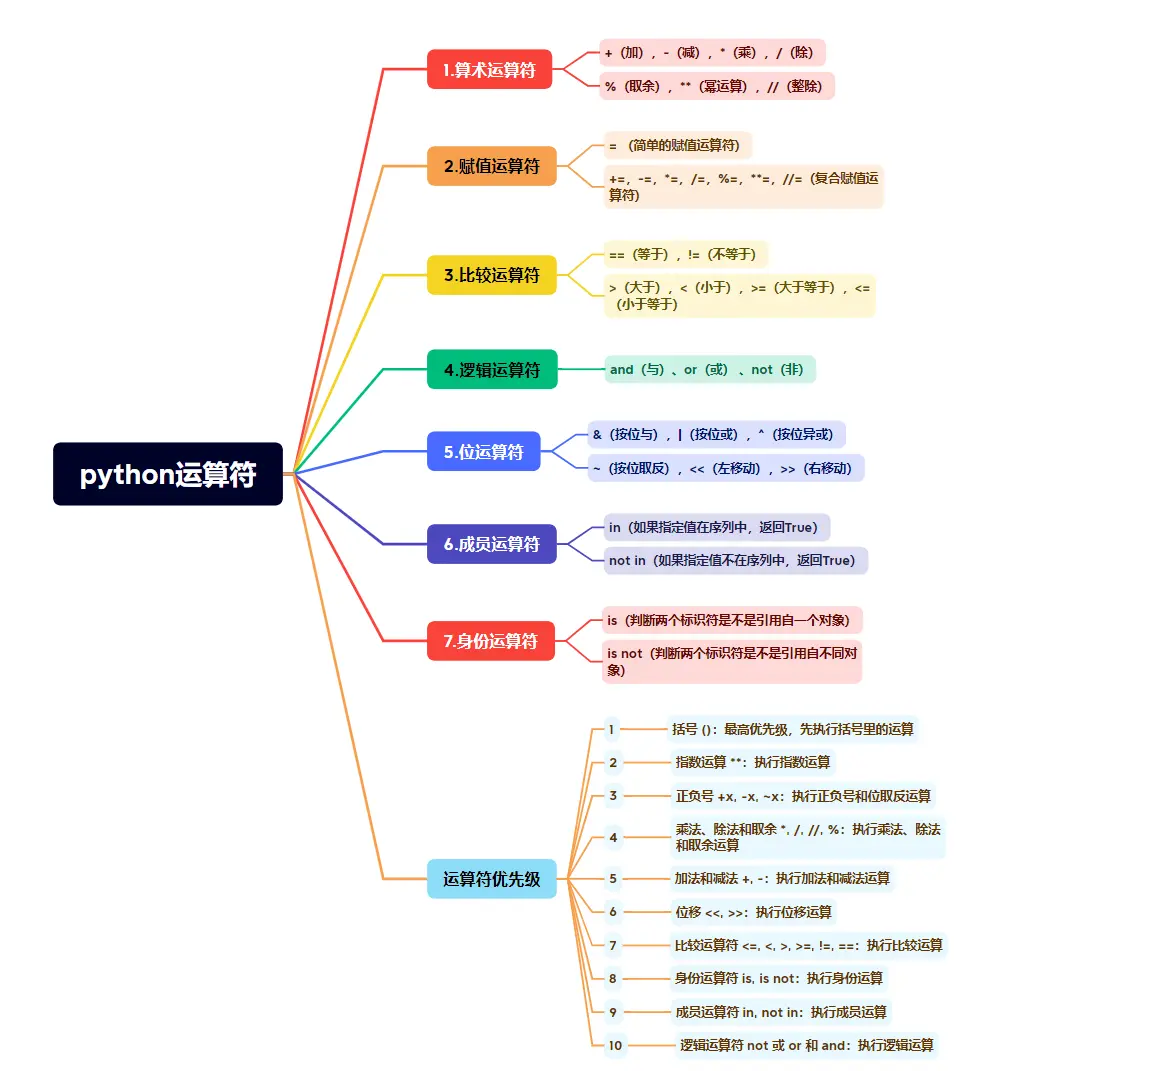 python运算符
1.算术运算符
+（加）, -（减）, *（乘）, /（除）
%（取余）, **（幂运算）, //（整除）
2.赋值运算符
= （简单的赋值运算符）
+=，-=，*=，/=，%=，**=，//=（复合赋值运
算符）
3.比较运算符
==（等于）, !=（不等于）
>（大于）, <（小于）, >=（大于等于）, <=
（小于等于）
4.逻辑运算符
and（与）、or（或） 、not（非）
5.位运算符
&（按位与）, |（按位或）, ^（按位异或）
~（按位取反）, <<（左移动）, >>（右移动）
6.成员运算符
in（如果指定值在序列中，返回True）
not in（如果指定值不在序列中，返回True）
7.身份运算符
is（判断两个标识符是不是引用自一个对象）
is not（判断两个标识符是不是引用自不同对
象）
运算符优先级
1
括号 ()：最高优先级，先执行括号里的运算
2
指数运算 **：执行指数运算
3
正负号 +x, -x, ~x：执行正负号和位取反运算
4
乘法、除法和取余 *, /, //, %：执行乘法、除法
和取余运算
5
加法和减法 +, -：执行加法和减法运算
6
位移 <<, >>：执行位移运算
7
比较运算符 <=, <, >, >=, !=, ==：执行比较运算
8
身份运算符 is, is not：执行身份运算
9
成员运算符 in, not in：执行成员运算
10
逻辑运算符 not 或 or 和 and：执行逻辑运算